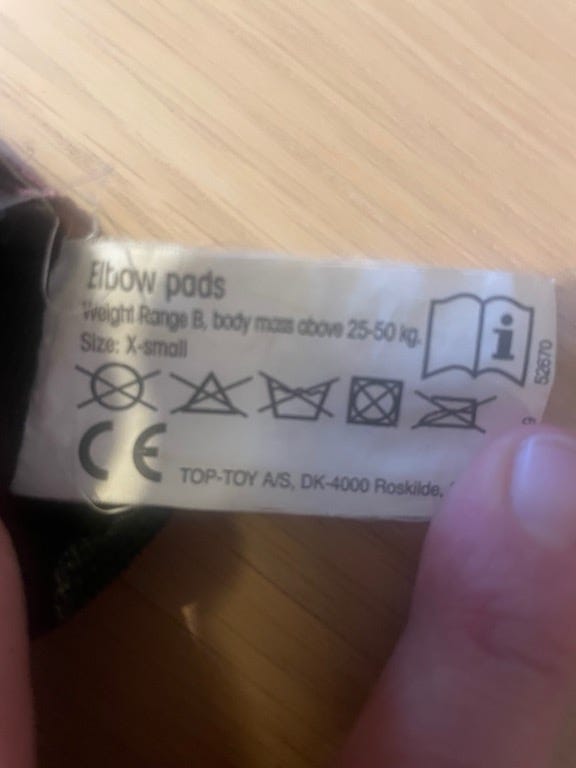 Elbow pads
Weight Range B, body mass above 25-50 kg.
Size: X-small
CE
TOP-TOY A/S, DK-4000 Roskilde,
52670